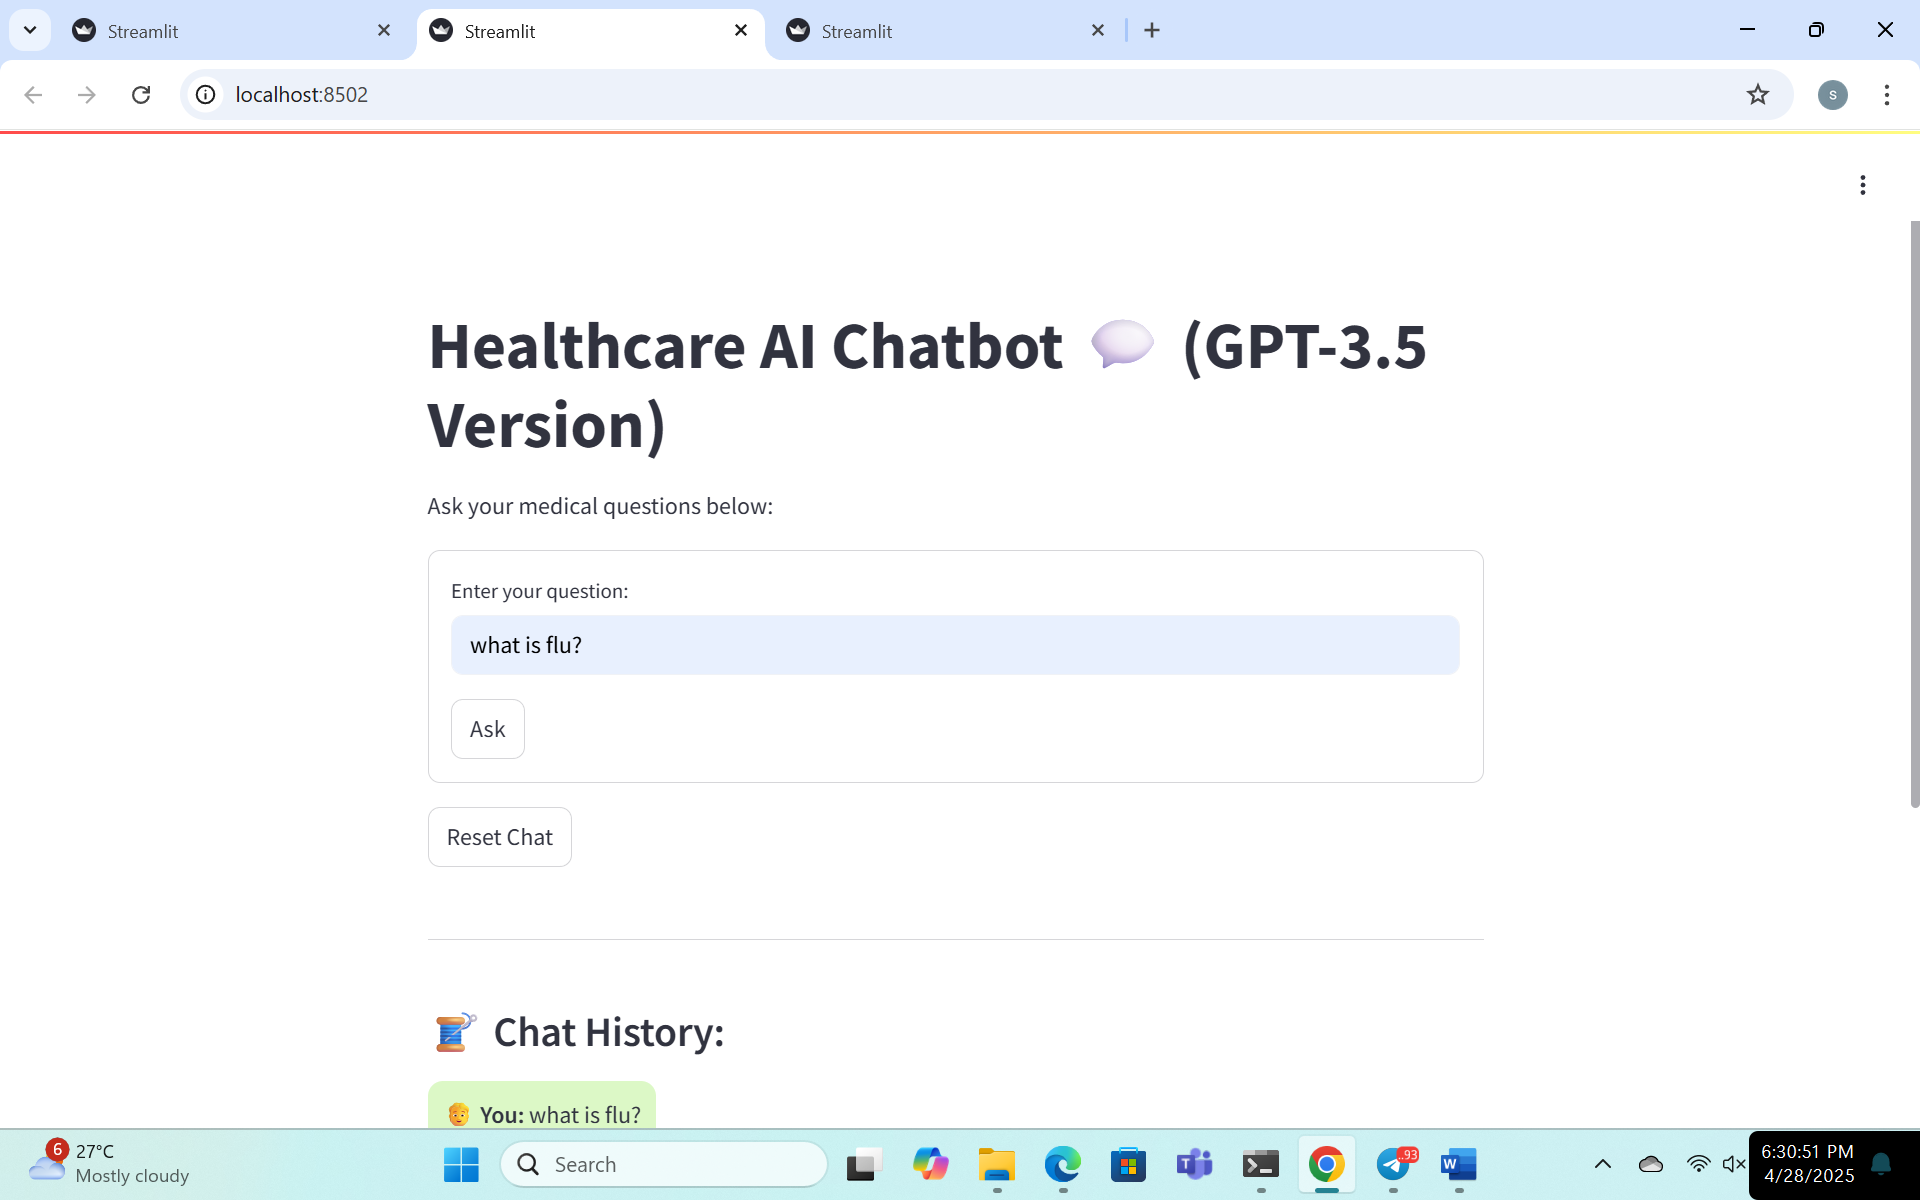 Streamlit
Streamlit
Streamlit
localhost:8502
s
Healthcare AI Chatbot 💬 (GPT-3.5
Version)
Ask your medical questions below:
Enter your question:
what is flu?
Ask
Reset Chat
🧵 Chat History:
🧑 You: what is flu?
6
27°C
Mostly cloudy
Search
T
..93
W
6:30:51 PM
4/28/2025